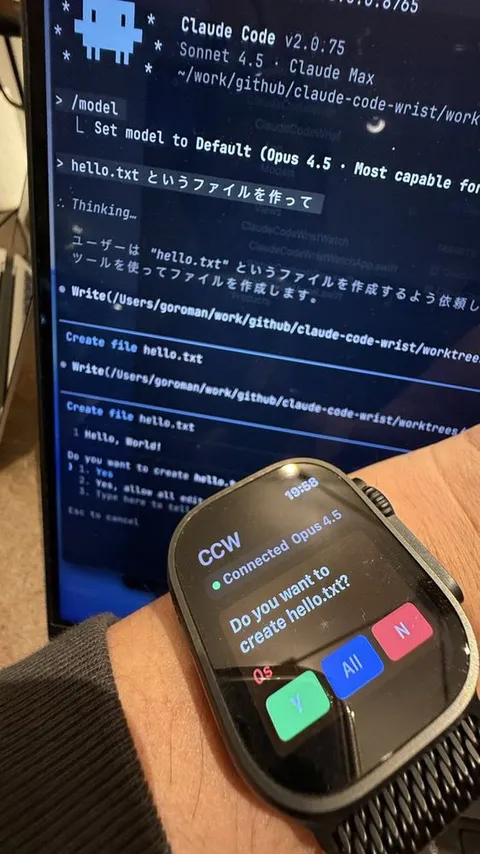 Claude Code v2.0.75
Sonnet 4.5 · Claude Max
~/work/github/claude-code-wrist/work
> /model
└ Set model to Default (Opus 4.5 · Most capable for
> hello.txt というファイルを作って
∴ Thinking…
ユーザーは "hello.txt" というファイルを作成するよう依頼し
ツールを使ってファイルを作成します。
● Write(/Users/goroman/work/github/claude-code-wrist/worktrees
Create file hello.txt
● Write(/Users/goroman/work/github/claude-code-wrist/worktrees/
Create file hello.txt
1 Hello, World!
Do you want to create hello.
❯ 1. Yes
2. Yes, allow all edit
3. Type here to tell
Esc to cancel
19:58
CCW
Connected Opus 4.5
Do you want to
create hello.txt?
Y
All
N